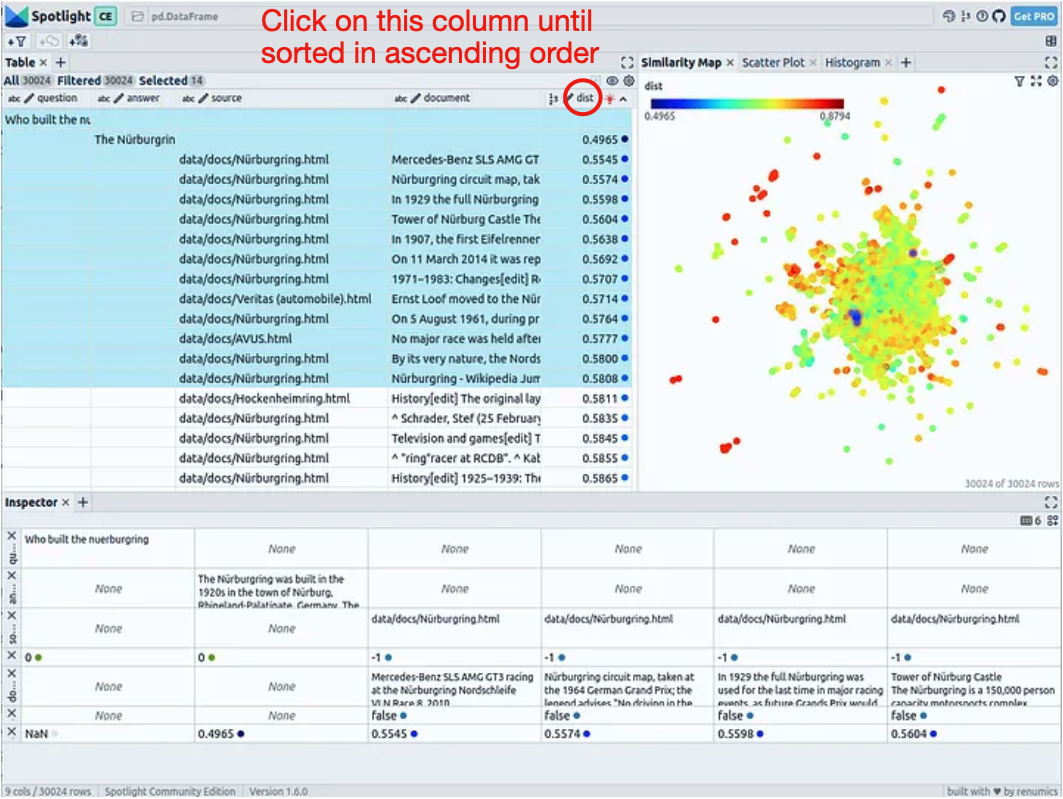 Click on this column until
sorted in ascending order
Spotlight CE pd.DataFrame Get PRO
Table × +
All 30024 Filtered 30024 Selected 14
abc question abc answer abc source abc document dist
Who built the nu
The Nürburgrin 0.4965
data/docs/Nürburgring.html Mercedes-Benz SLS AMG GT 0.5545
data/docs/Nürburgring.html Nürburgring circuit map, tak 0.5574
data/docs/Nürburgring.html In 1929 the full Nürburgring 0.5598
data/docs/Nürburgring.html Tower of Nürburg Castle The 0.5604
data/docs/Nürburgring.html In 1907, the first Eifelrenner 0.5638
data/docs/Nürburgring.html On 11 March 2014 it was rep 0.5692
data/docs/Nürburgring.html 1971–1983: Changes[edit] R 0.5707
data/docs/Veritas (automobile).html Ernst Loof moved to the Nür 0.5714
data/docs/Nürburgring.html On 5 August 1961, during pr 0.5764
data/docs/AVUS.html No major race was held after 0.5777
data/docs/Nürburgring.html By its very nature, the Nords 0.5800
data/docs/Nürburgring.html Nürburgring - Wikipedia Jum 0.5808
data/docs/Hockenheimring.html History[edit] The original lay 0.5811
data/docs/Nürburgring.html ^ Schrader, Stef (25 February 0.5835
data/docs/Nürburgring.html Television and games[edit] T 0.5845
data/docs/Nürburgring.html ^ "ring°racer at RCDB". ^ Kab 0.5855
data/docs/Nürburgring.html History[edit] 1925–1939: The 0.5865
Similarity Map × Scatter Plot × Histogram × +
dist
0.4965 0.8794
30024 of 30024 rows
Inspector × +
6
qu... Who built the nuerburgring None None None None None
an... None The Nürburgring was built in the None None None None
1920s in the town of Nürburg,
Rhineland-Palatinate, Germany. The
so... None None data/docs/Nürburgring.html data/docs/Nürburgring.html data/docs/Nürburgring.html data/docs/Nürburgring.html
0 0 -1 -1 -1 -1
do... None None Mercedes-Benz SLS AMG GT3 racing Nürburgring circuit map, taken at In 1929 the full Nürburgring was Tower of Nürburg Castle
at the Nürburgring Nordschleife the 1964 German Grand Prix; the used for the last time in major racing The Nürburgring is a 150,000 person
VLN Race 8, 2010 legend advises "No driving in the events, as future Grands Prix would capacity motorsports complex
None None false false false false
NaN 0.4965 0.5545 0.5574 0.5598 0.5604
9 cols / 30024 rows Spotlight Community Edition Version 1.6.0 built with ♥ by renumics